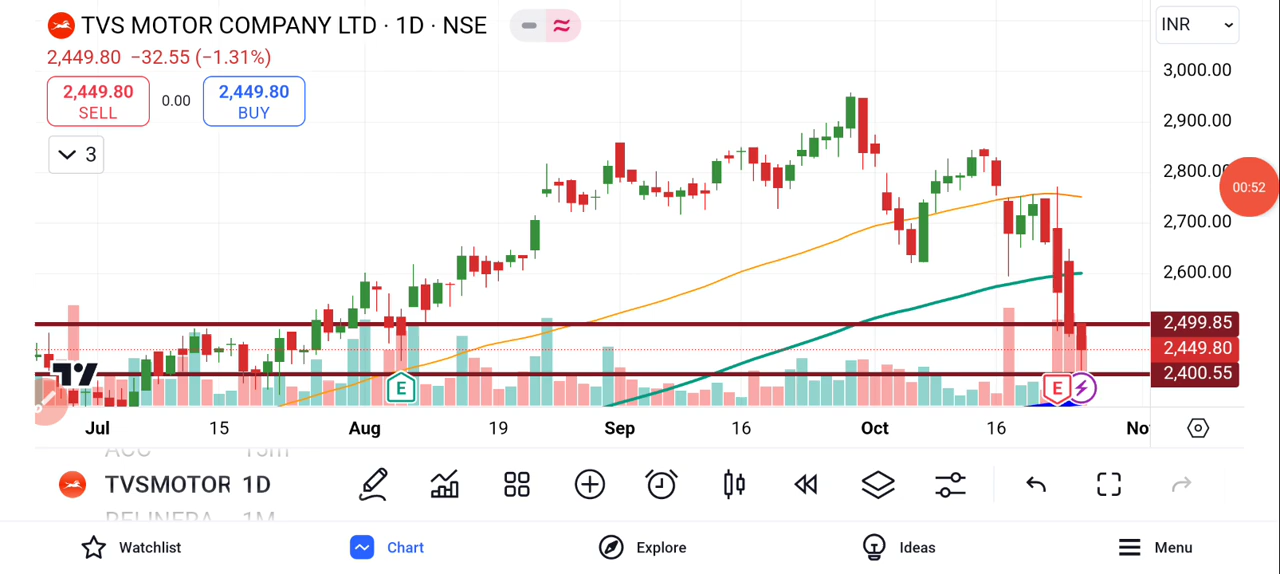 TVS MOTOR COMPANY LTD · 1D · NSE
INR
2,449.80 −32.55 (−1.31%)
2,449.80
SELL
0.00
2,449.80
BUY
3
3,000.00
2,900.00
2,800.00
00:52
2,700.00
2,600.00
2,499.85
2,449.80
2,400.55
E
E
Jul
15
Aug
19
Sep
16
Oct
16
No
TVSMOTOR 1D
Watchlist
Chart
Explore
Ideas
Menu